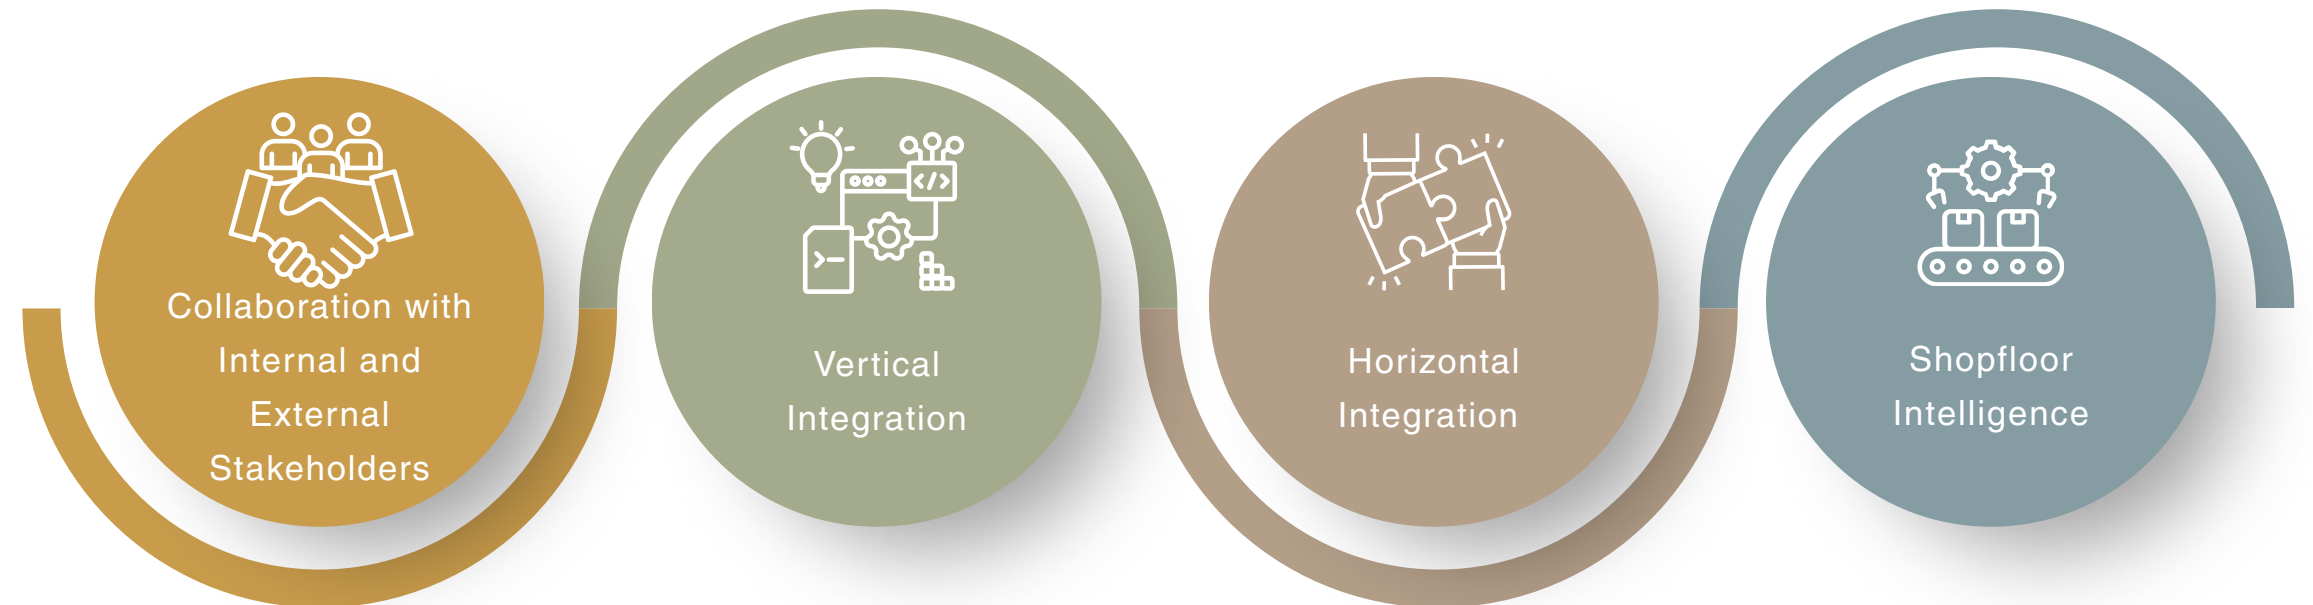 Collaboration with
Internal and
External
Stakeholders
Vertical
Integration
Horizontal
Integration
Shopfloor
Intelligence